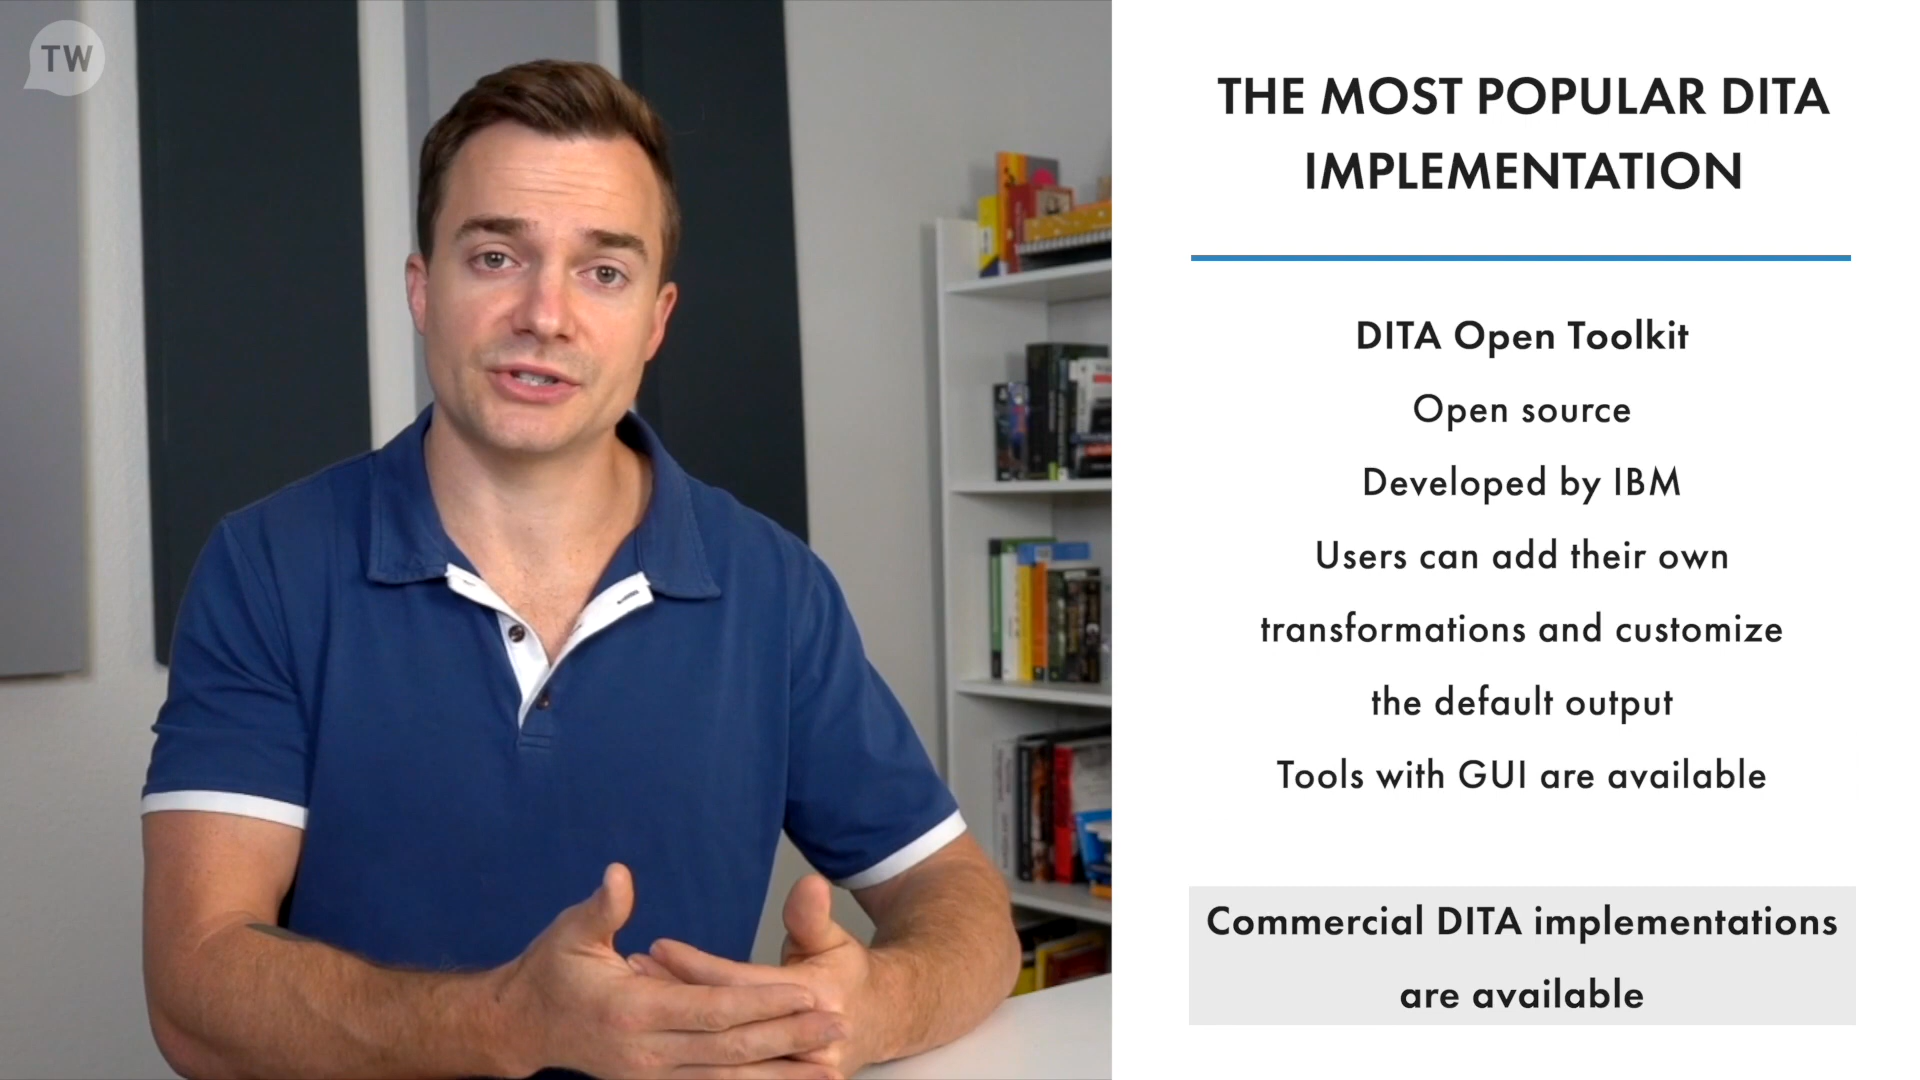 TW
THE MOST POPULAR DITA
IMPLEMENTATION
DITA Open Toolkit
Open source
Developed by IBM
Users can add their own
transformations and customize
the default output
Tools with GUI are available
Commercial DITA implementations
are available